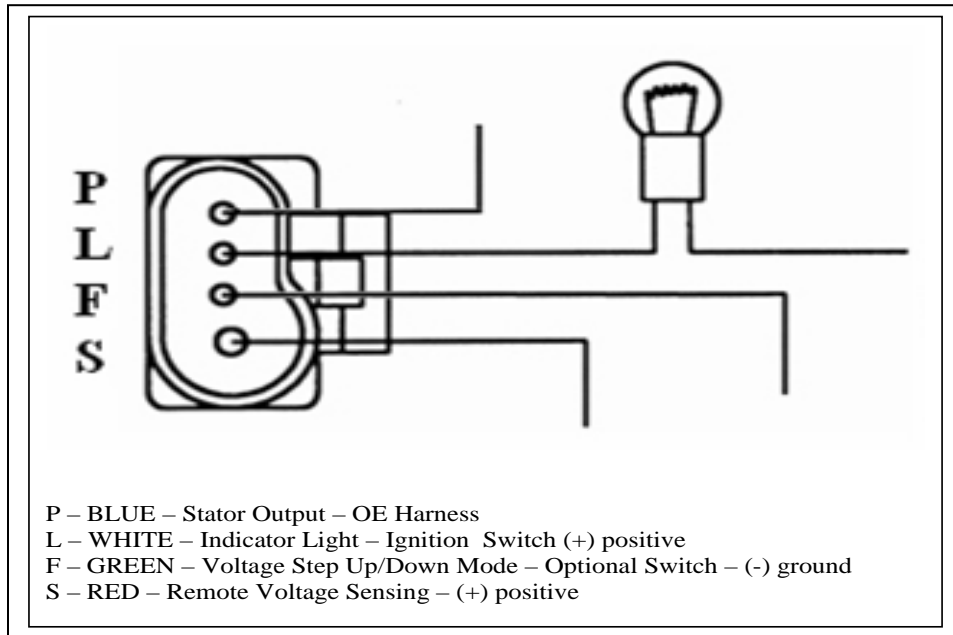 P
L
F
S
P – BLUE – Stator Output – OE Harness
L – WHITE – Indicator Light – Ignition Switch (+) positive
F – GREEN – Voltage Step Up/Down Mode – Optional Switch – (-) ground
S – RED – Remote Voltage Sensing – (+) positive